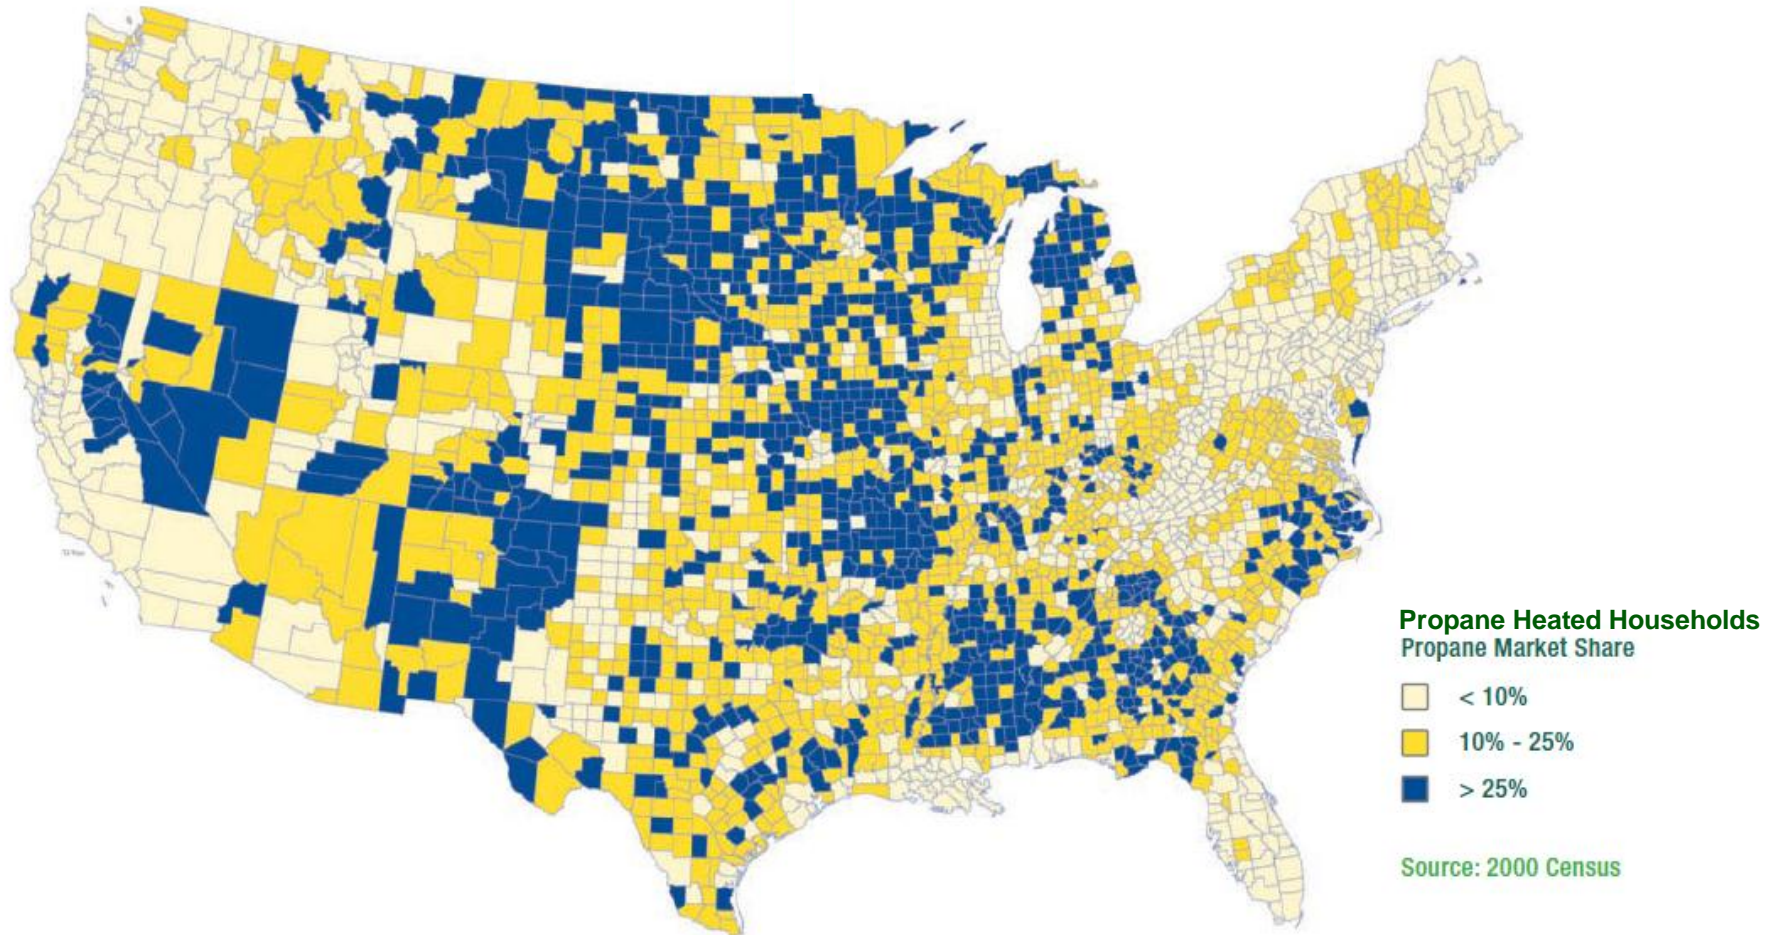 Propane Heated Households
Propane Market Share
< 10%
10% - 25%
> 25%
Source: 2000 Census